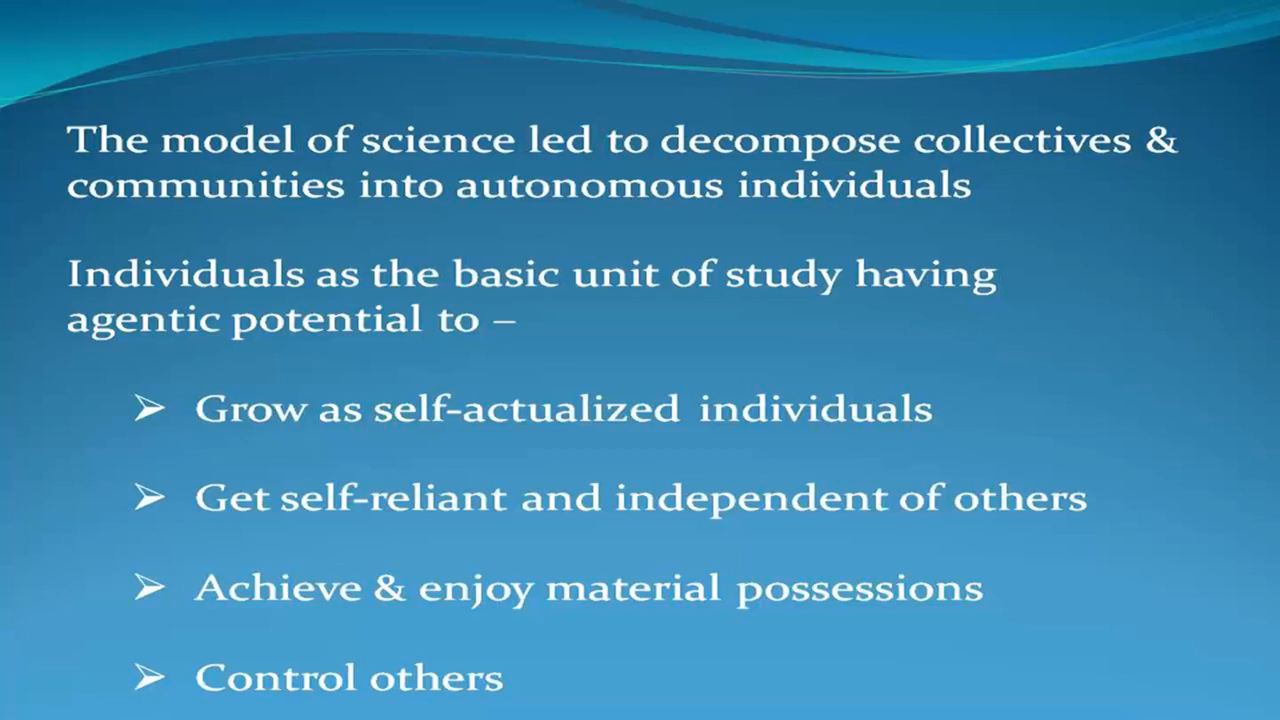 The model of science led to decompose collectives &
communities into autonomous individuals
Individuals as the basic unit of study having
agentic potential to –
➢ Grow as self-actualized individuals
➢ Get self-reliant and independent of others
➢ Achieve & enjoy material possessions
➢ Control others